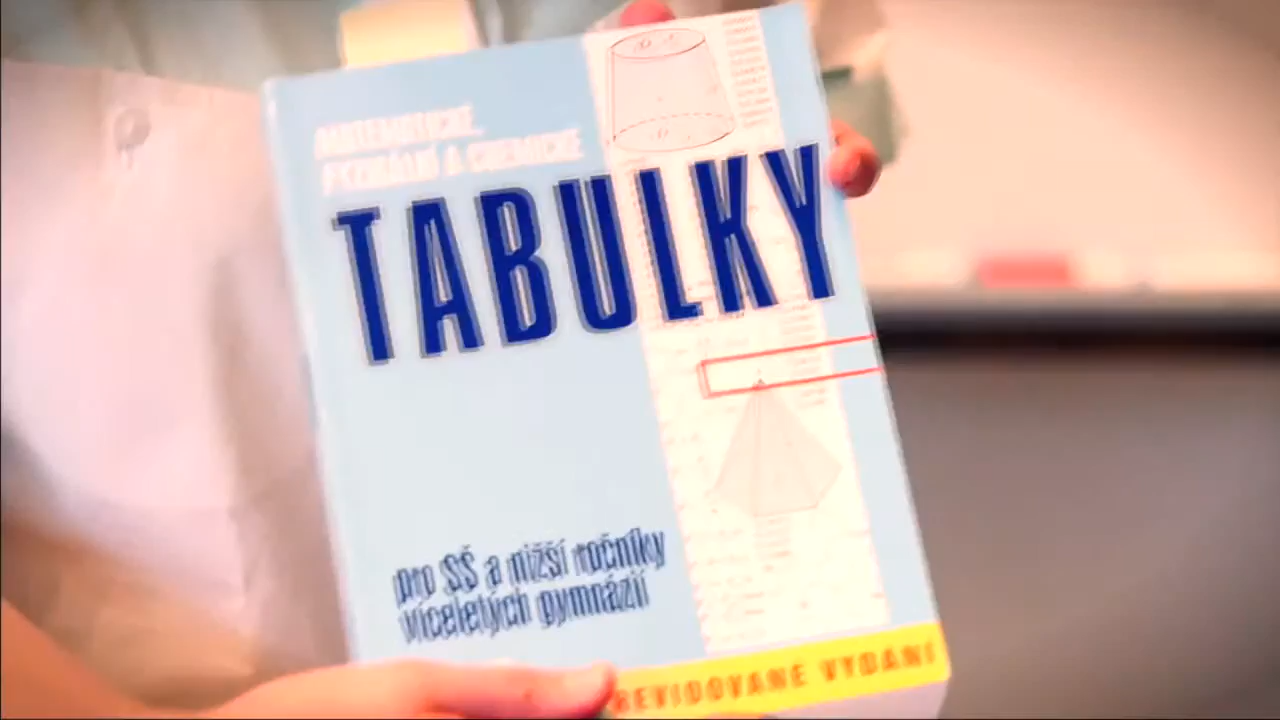 MATEMATICKÉ,
FYZIKÁLNÍ A CHEMICKÉ
TABULKY
pro SŠ a nižší ročníky
víceletých gymnázií
REVIDOVANÉ VYDÁNÍ